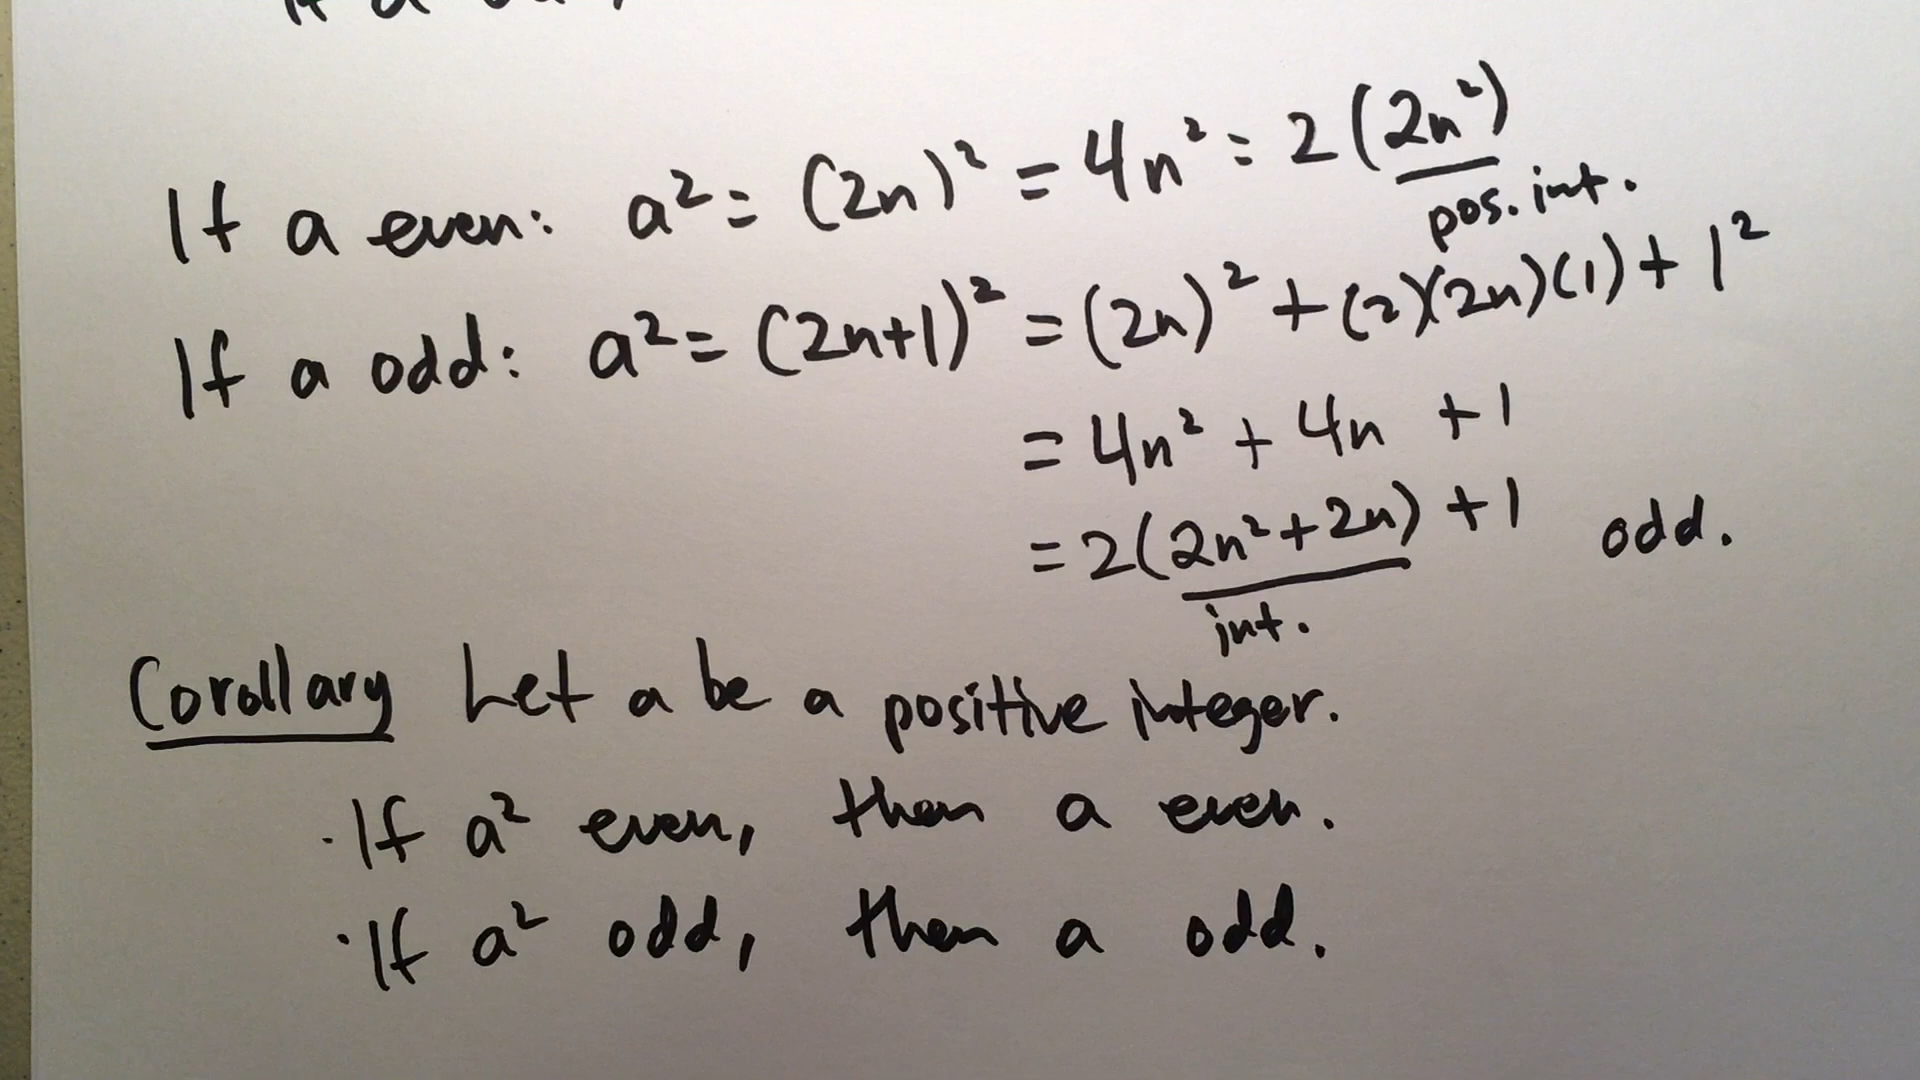 If a even: a² = (2n)² = 4n² = 2(2n²)
pos. int.
If a odd: a² = (2n+1)² = (2n)² + (2)(2n)(1) + 1²
= 4n² + 4n + 1
= 2(2n²+2n) + 1 odd.
int.
Corollary Let a be a positive integer.
· If a² even, then a even.
· If a² odd, then a odd.